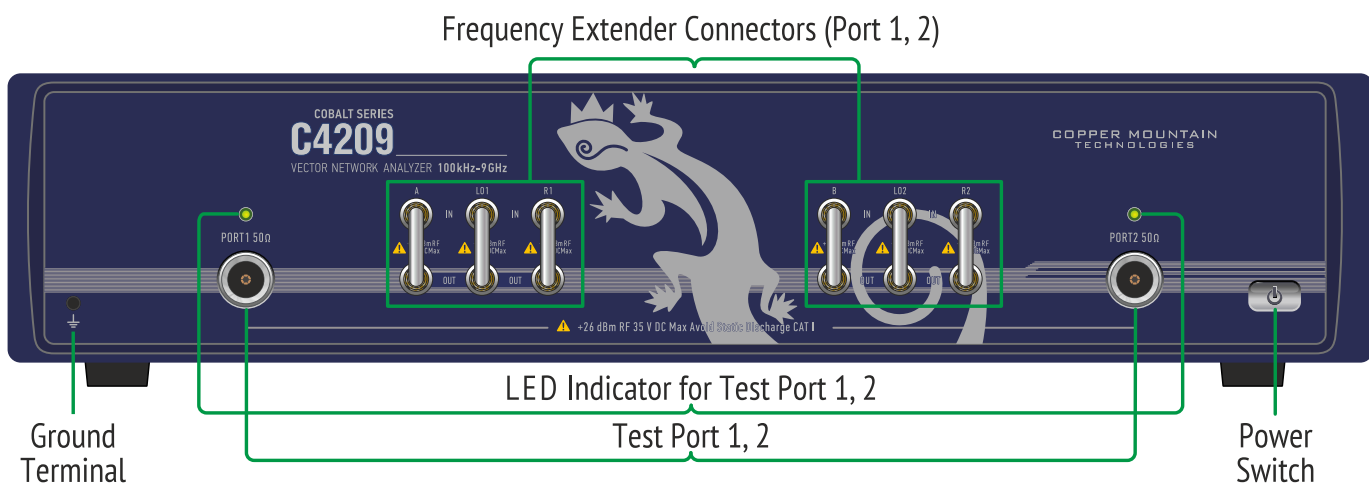 Frequency Extender Connectors (Port 1, 2)
COBALT SERIES
C4209
VECTOR NETWORK ANALYZER 100kHz-9GHz
COPPER MOUNTAIN
TECHNOLOGIES
A LO1 R1
B LO2 R2
IN IN
IN IN
PORT1 50Ω
PORT2 50Ω
OUT OUT
OUT OUT
+26 dBm RF 35 V DC Max Avoid Static Discharge CAT I
LED Indicator for Test Port 1, 2
Test Port 1, 2
Ground
Terminal
Power
Switch